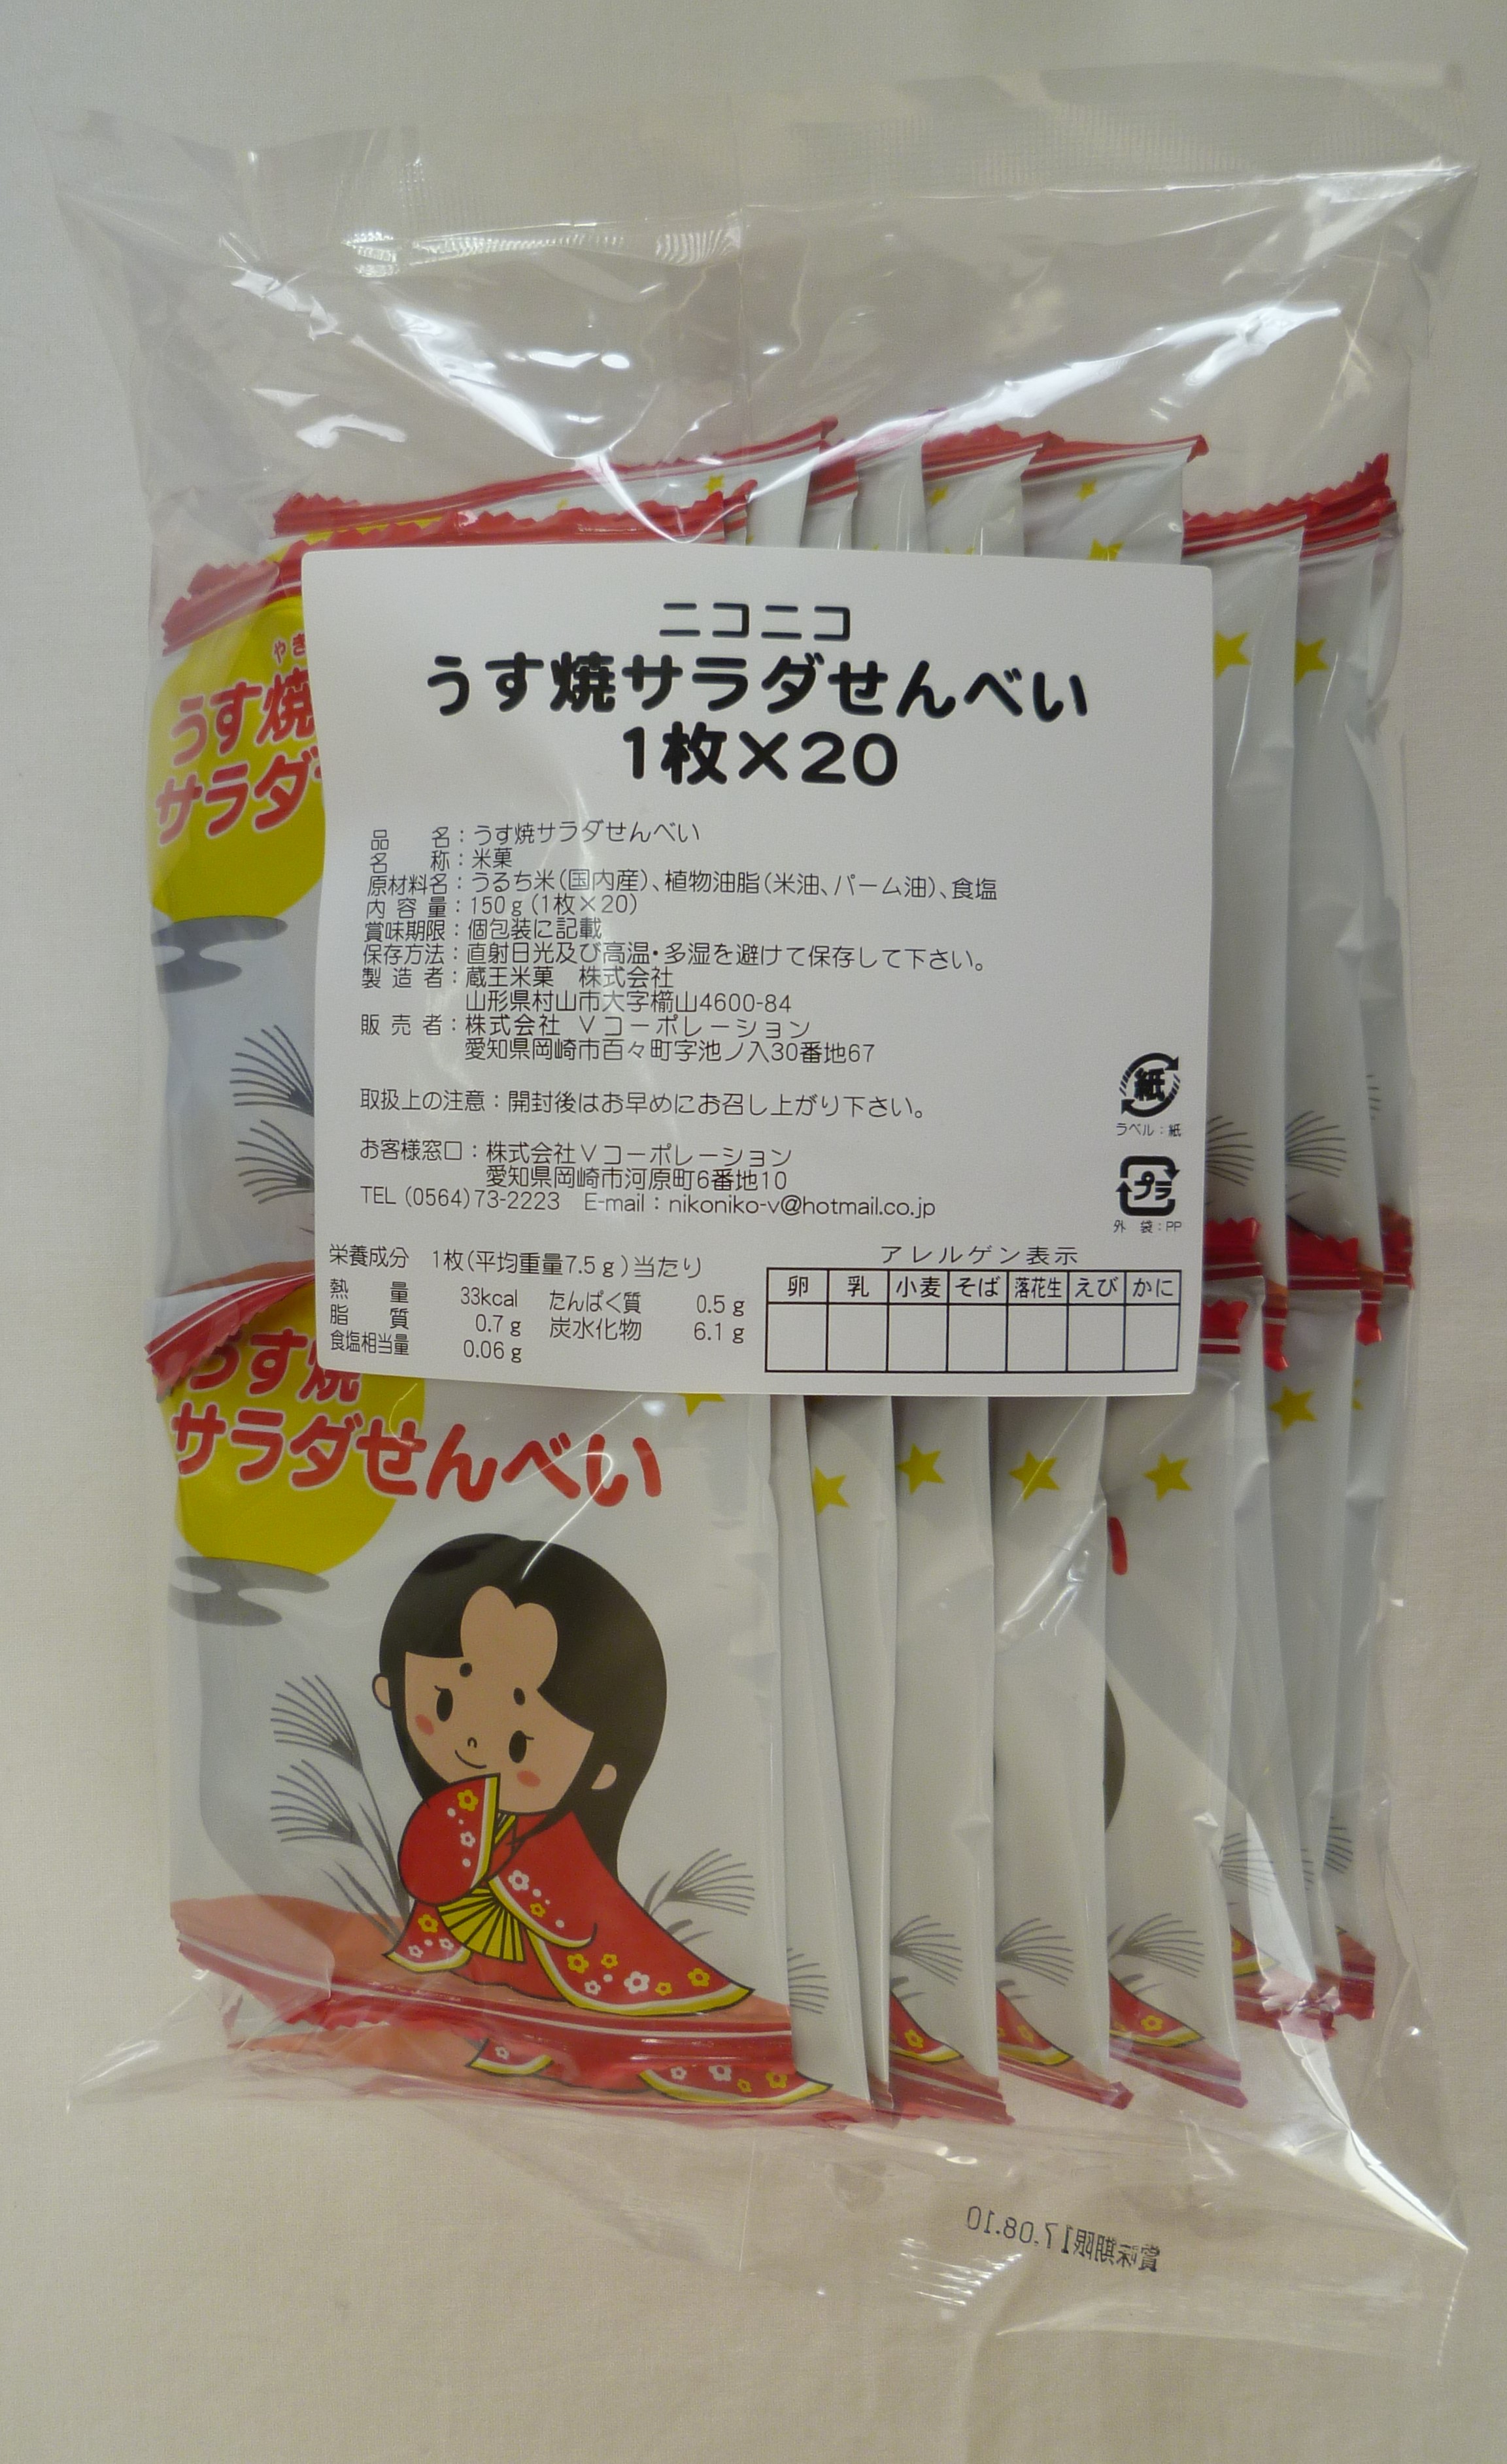 ニコニコ
うす焼サラダせんべい
1枚×20
品名：うす焼サラダせんべい
名称：米菓
原材料名：うるち米(国内産)、植物油脂(米油、パーム油)、食塩
内容量：150g(1枚×20)
賞味期限：個包装に記載
保存方法：直射日光及び高温・多湿を避けて保存して下さい。
製造者：蔵王米菓 株式会社
山形県村山市大字櫤山4600-84
販売者：株式会社 Vコーポレーション
愛知県岡崎市百々町字池ノ入30番地67
取扱上の注意：開封後はお早めにお召し上がり下さい。
お客様窓口：株式会社Vコーポレーション
愛知県岡崎市河原町6番地10
TEL (0564)73-2223 E-mail：nikoniko-v@hotmail.co.jp
紙
ラベル：紙
プラ
外袋：PP
栄養成分 1枚(平均重量7.5g)当たり
熱量 33kcal たんぱく質 0.5g
脂質 0.7g 炭水化物 6.1g
食塩相当量 0.06g
アレルゲン表示
卵 乳 小麦 そば 落花生 えび かに
やき
うす焼
サラダ
うす焼
サラダせんべい
賞味期限17.08.10